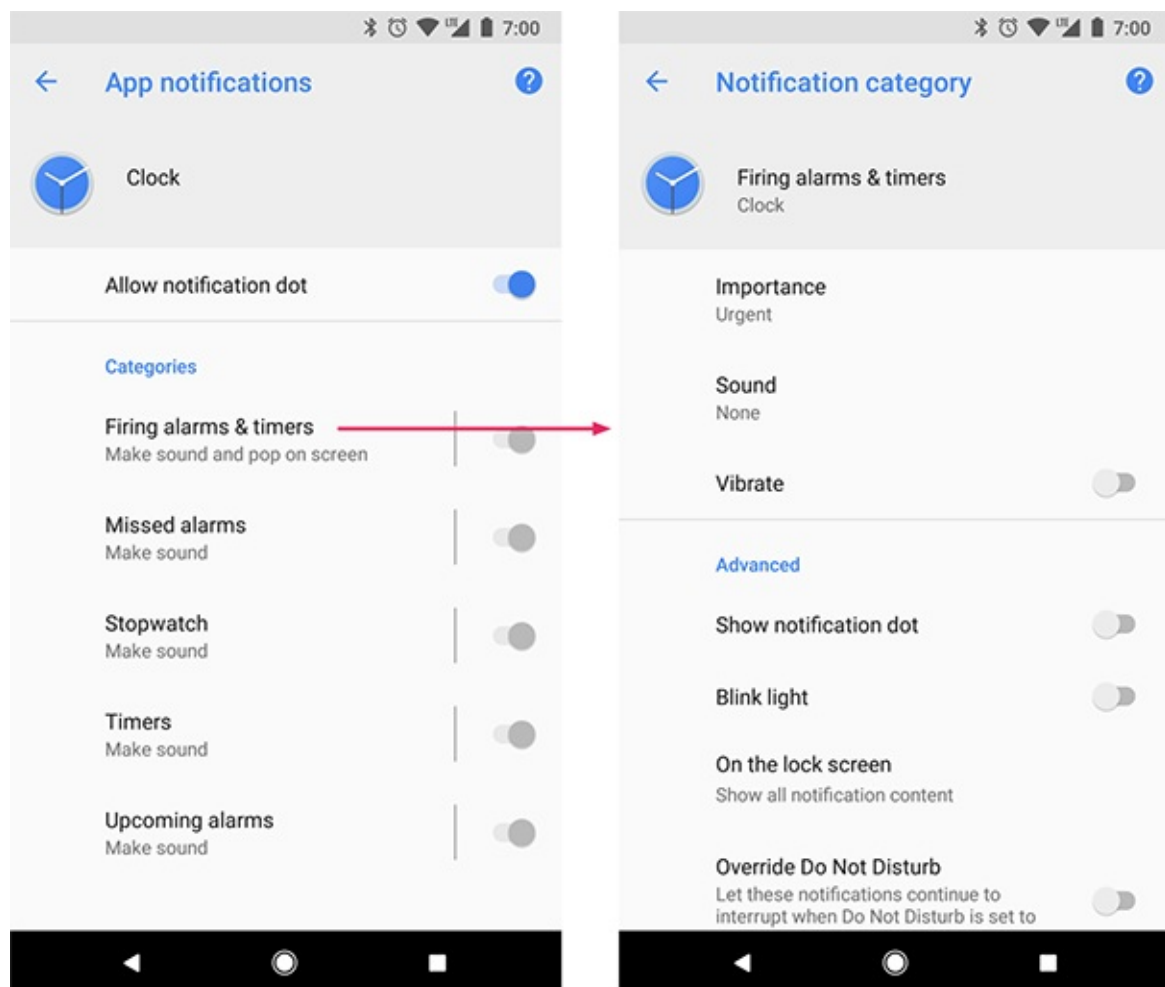 LTE 7:00
App notifications
Clock
Allow notification dot
Categories
Firing alarms & timers
Make sound and pop on screen
Missed alarms
Make sound
Stopwatch
Make sound
Timers
Make sound
Upcoming alarms
Make sound
LTE 7:00
Notification category
Firing alarms & timers
Clock
Importance
Urgent
Sound
None
Vibrate
Advanced
Show notification dot
Blink light
On the lock screen
Show all notification content
Override Do Not Disturb
Let these notifications continue to
interrupt when Do Not Disturb is set to